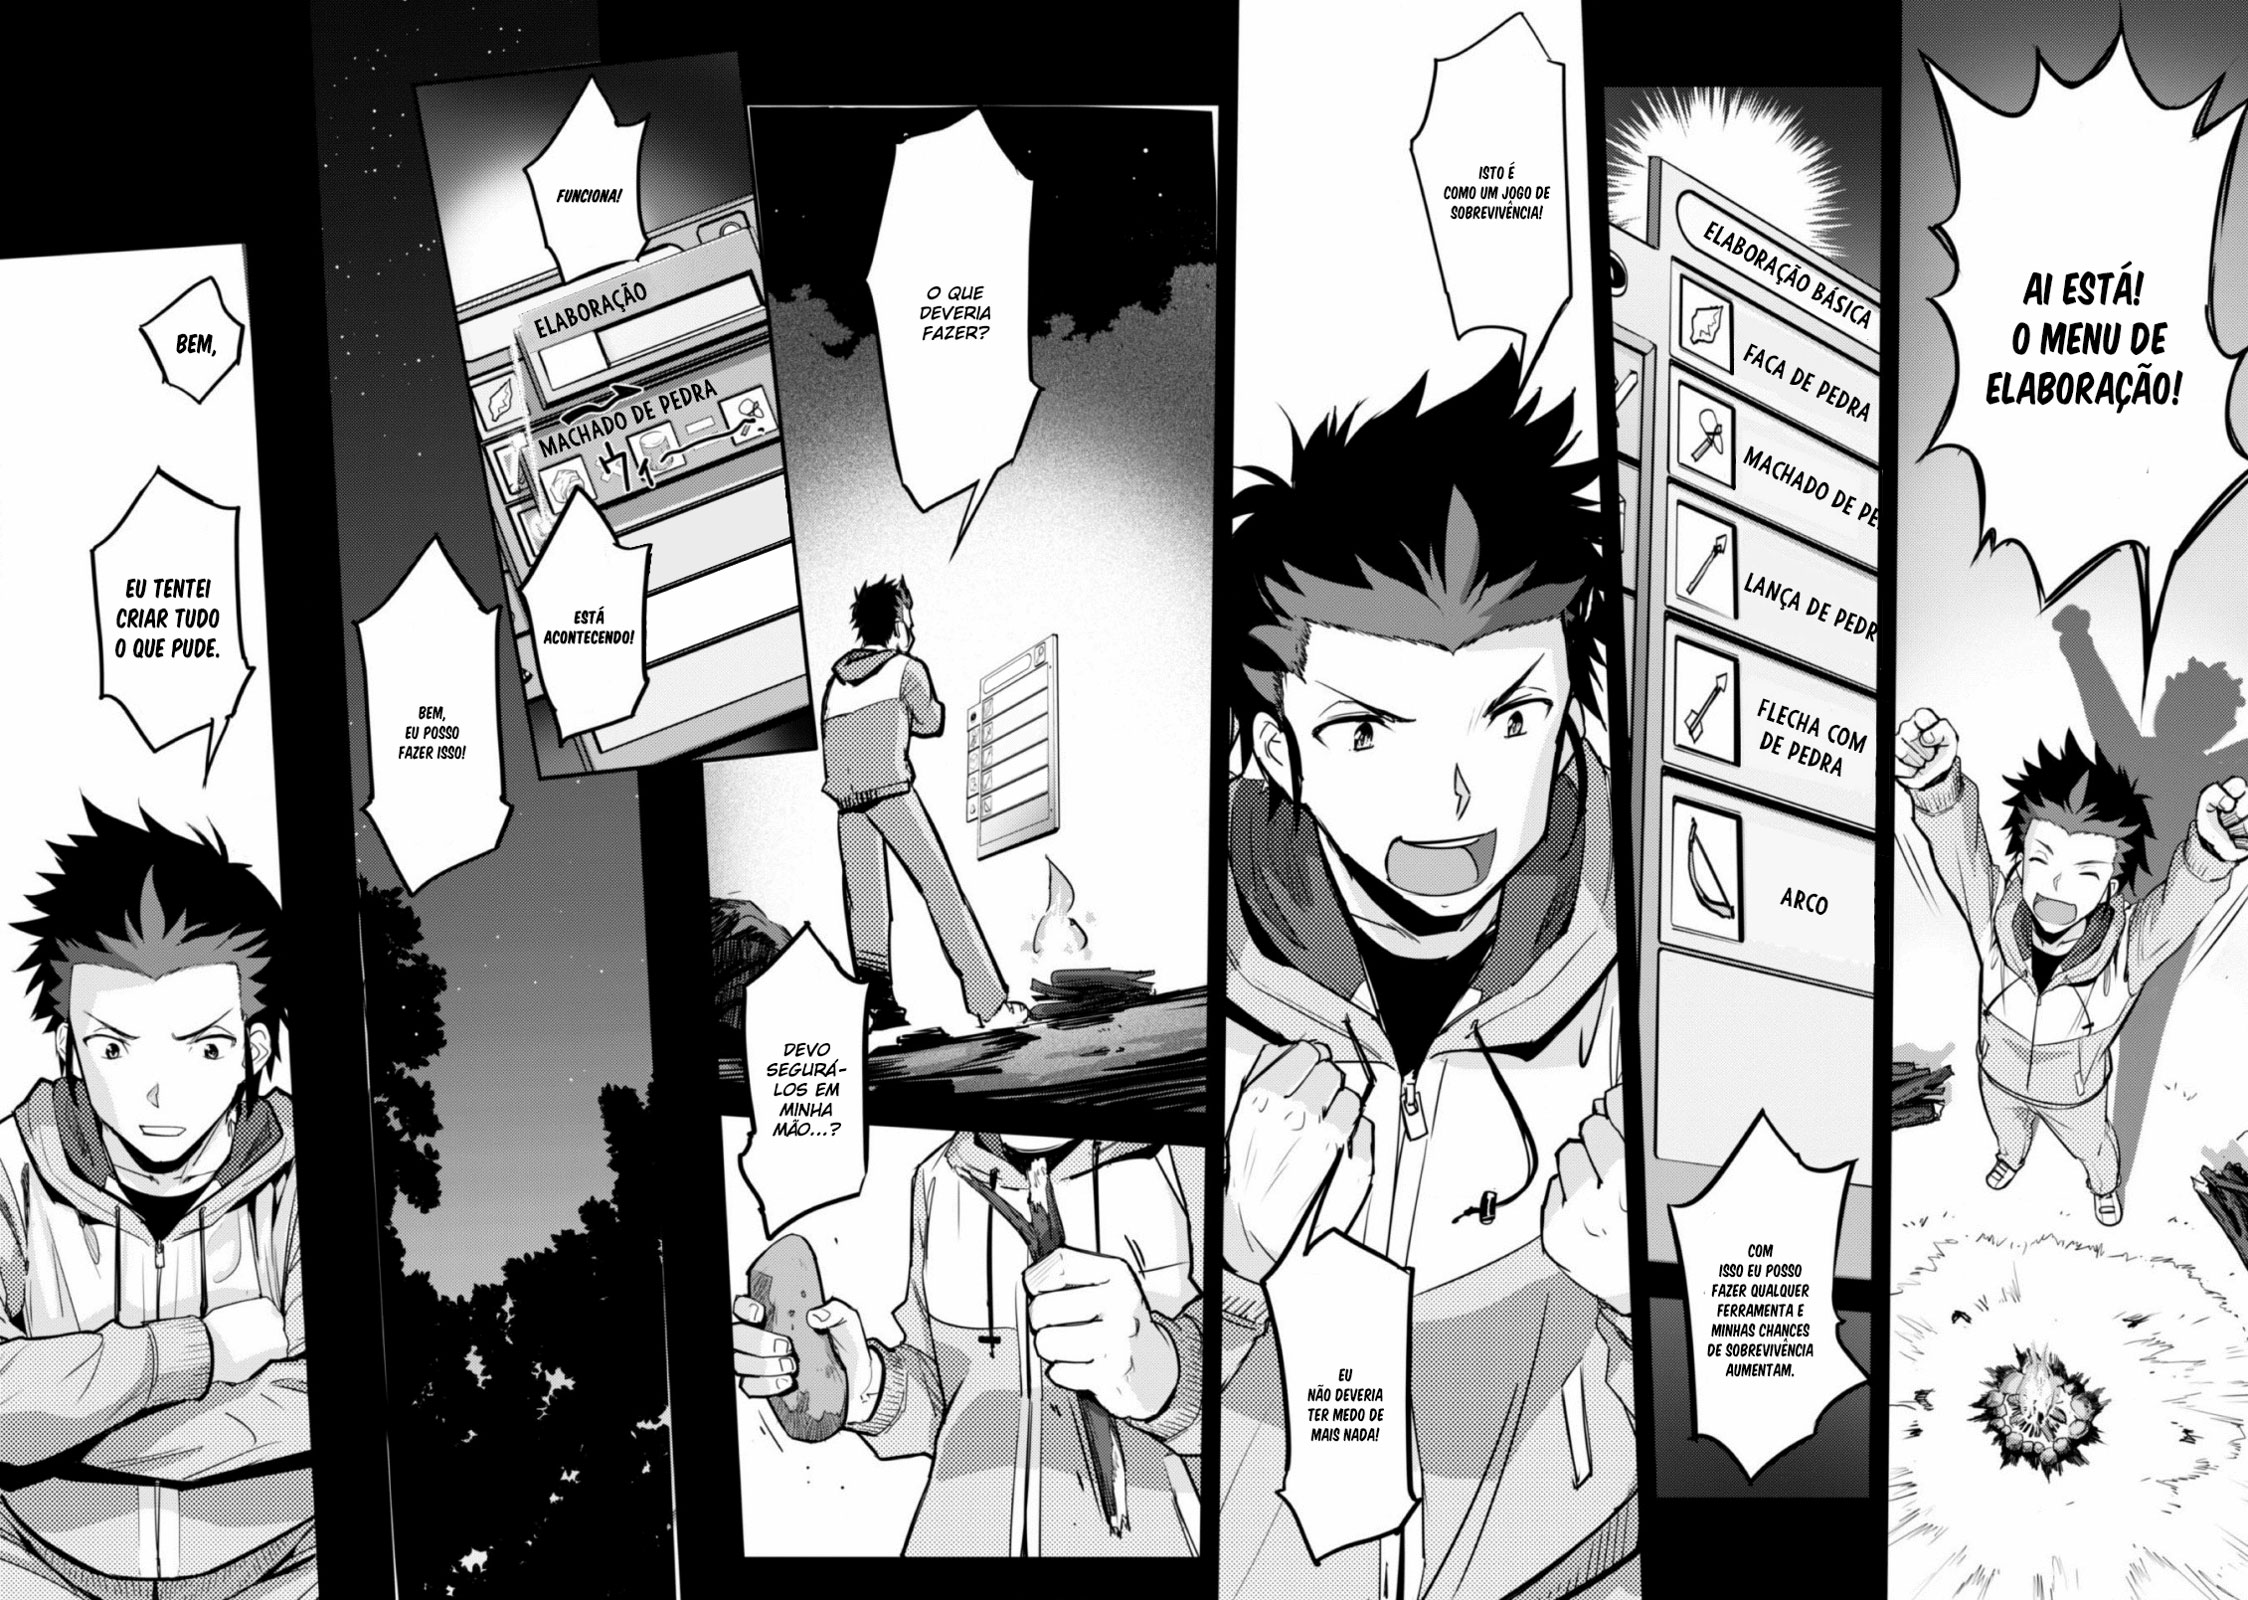 AI ESTÁ!
O MENU DE
ELABORAÇÃO!
ELABORAÇÃO BÁSICA
FACA DE PEDRA
MACHADO DE PE
LANÇA DE PEDR
FLECHA COM
DE PEDRA
ARCO
COM
ISSO EU POSSO
FAZER QUALQUER
FERRAMENTA E
MINHAS CHANCES
DE SOBREVIVÊNCIA
AUMENTAM.
ISTO É
COMO UM JOGO DE
SOBREVIVÊNCIA!
EU
NÃO DEVERIA
TER MEDO DE
MAIS NADA!
O QUE
DEVERIA
FAZER?
DEVO
SEGURÁ-
LOS EM
MINHA
MÃO...?
FUNCIONA!
ELABORAÇÃO
MACHADO DE PEDRA
ウィー
ESTÁ
ACONTECENDO!
BEM,
EU POSSO
FAZER ISSO!
BEM,
EU TENTEI
CRIAR TUDO
O QUE PUDE.